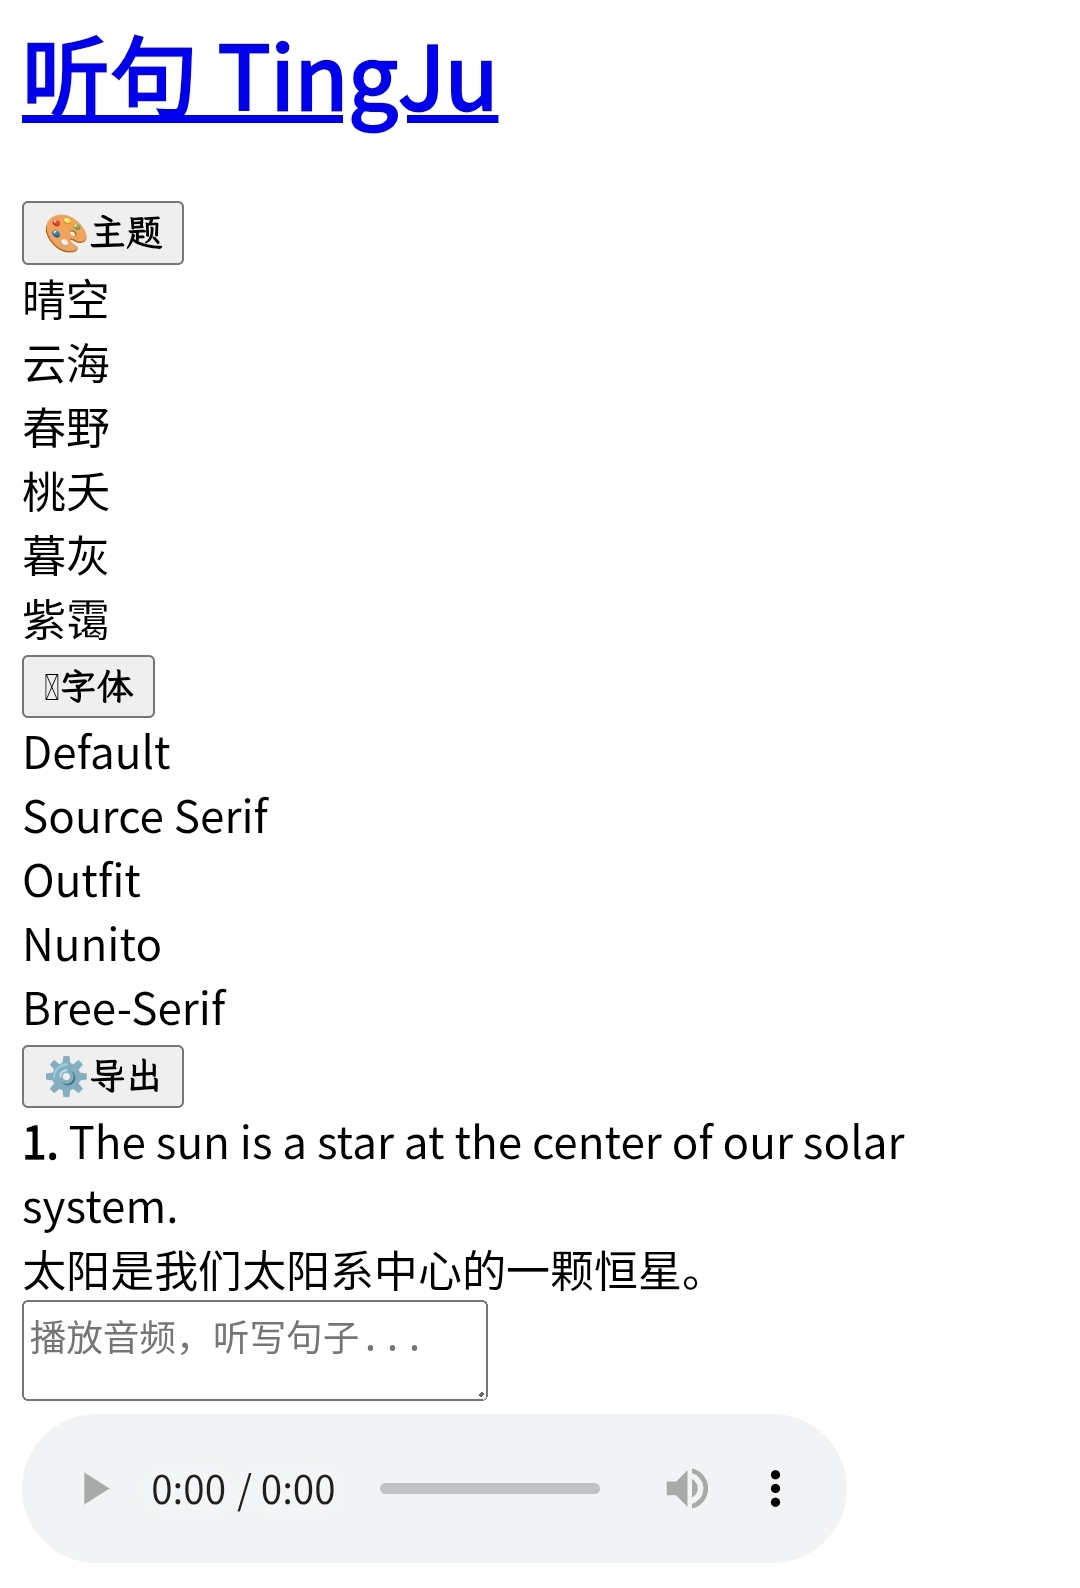 听句 TingJu
🎨主题
晴空
云海
春野
桃夭
暮灰
紫霭
字体
Default
Source Serif
Outfit
Nunito
Bree-Serif
⚙️导出
1. The sun is a star at the center of our solar
system.
太阳是我们太阳系中心的一颗恒星。
播放音频，听写句子...
0:00 / 0:00